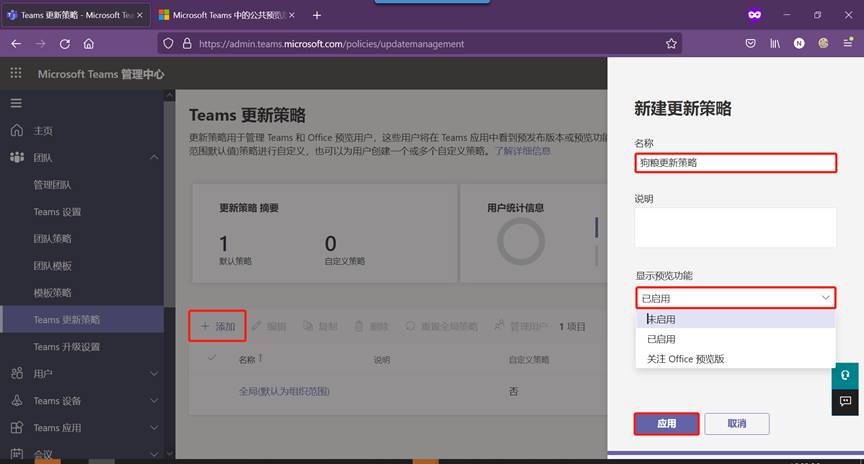 Teams 更新策略 - Microsoft Tea
Microsoft Teams 中的公共预览
https://admin.teams.microsoft.com/policies/updatemanagement
Microsoft Teams 管理中心
主页
团队
管理团队
Teams 设置
团队策略
团队模板
模板策略
Teams 更新策略
Teams 升级设置
用户
Teams 设备
Teams 应用
会议
Teams 更新策略
更新策略用于管理 Teams 和 Office 预览用户，这些用户将在 Teams 应用中看到预发布版本或预览功能
范围默认值)策略进行自定义，也可以为用户创建一个或多个自定义策略。了解详细信息
更新策略 摘要
1
默认策略
0
自定义策略
用户统计信息
添加
编辑
复制
删除
重置全局策略
管理用户
1 项目
名称
说明
自定义策略
全局(默认为组织范围)
否
新建更新策略
名称
狗粮更新策略
说明
显示预览功能
已启用
未启用
已启用
关注 Office 预览版
应用
取消